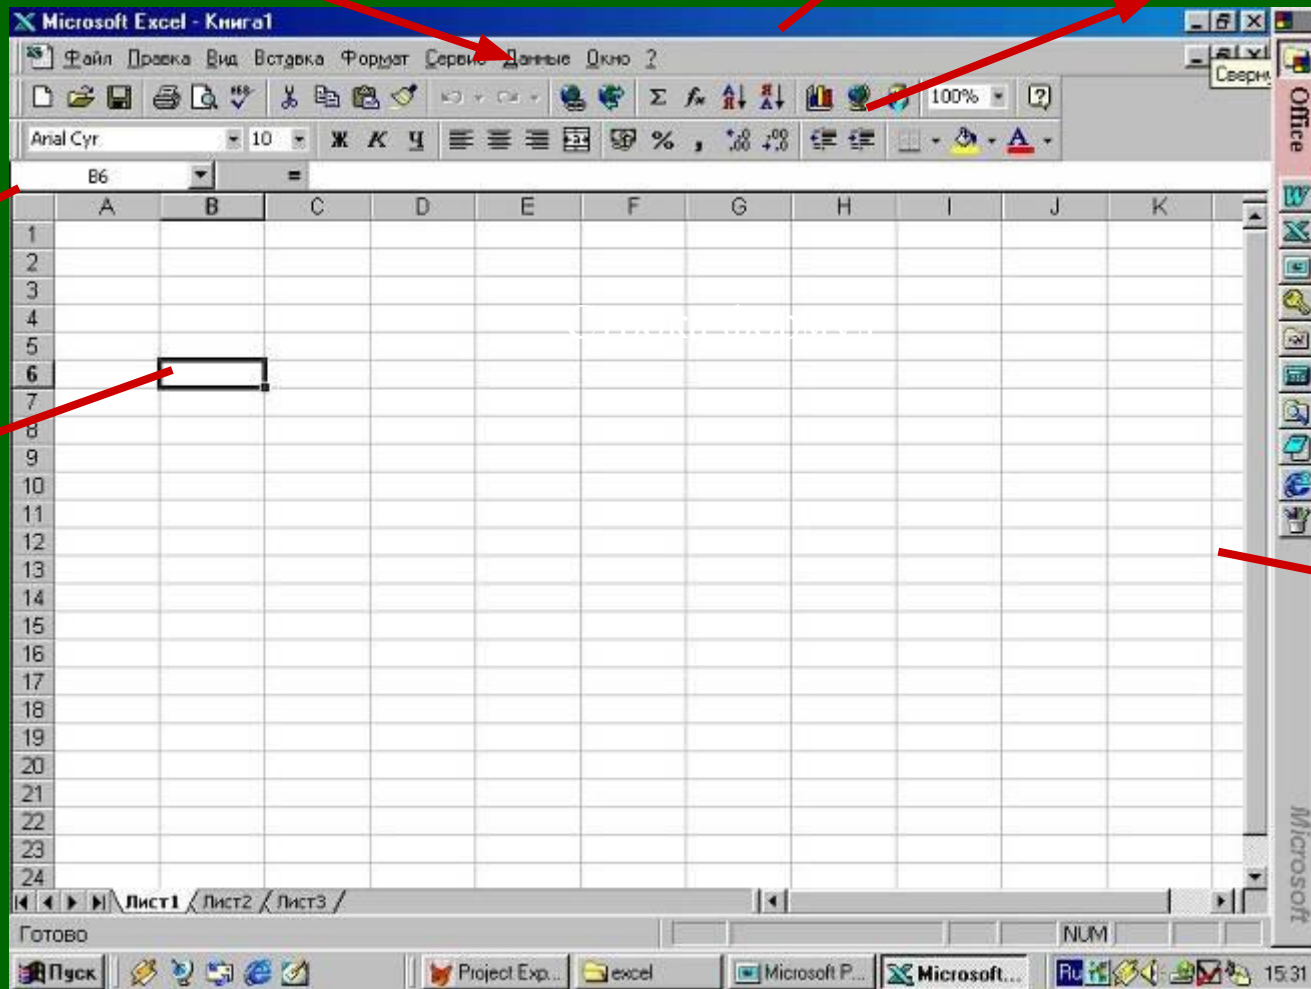 Microsoft Excel - Книга1
Файл Правка Вид Вставка Формат Сервис Данные Окно ?
100%
Arial Cyr 10 Ж К Ч % ,
B6 =
A B C D E F G H I J K
1
2
3
4
5
6
7
8
9
10
11
12
13
14
15
16
17
18
19
20
21
22
23
24
Лист1 Лист2 Лист3
Готово NUM
Пуск Project Exp... excel Microsoft P... Microsoft... Ru 15:31
Office
Microsoft